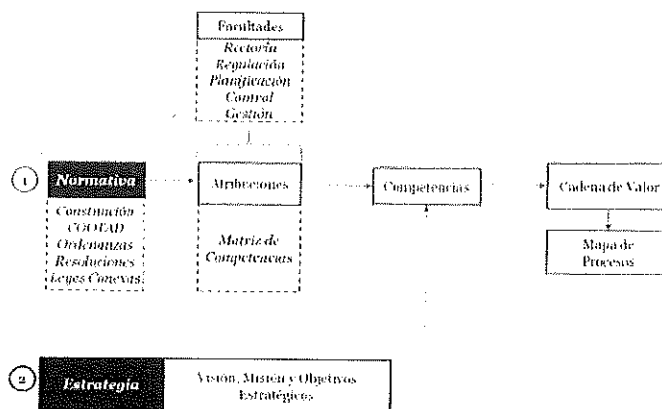 Facultades
Rectoría
Regulación
Planificación
Control
Gestión
1
Normativa
Atribuciones
Competencias
Cadena de Valor
Constitución
COOTAD
Ordenanzas
Resoluciones
Leyes Conexas
Matriz de
Competencias
Mapa de
Procesos
2
Estrategia
Visión, Misión y Objetivos
Estratégicos